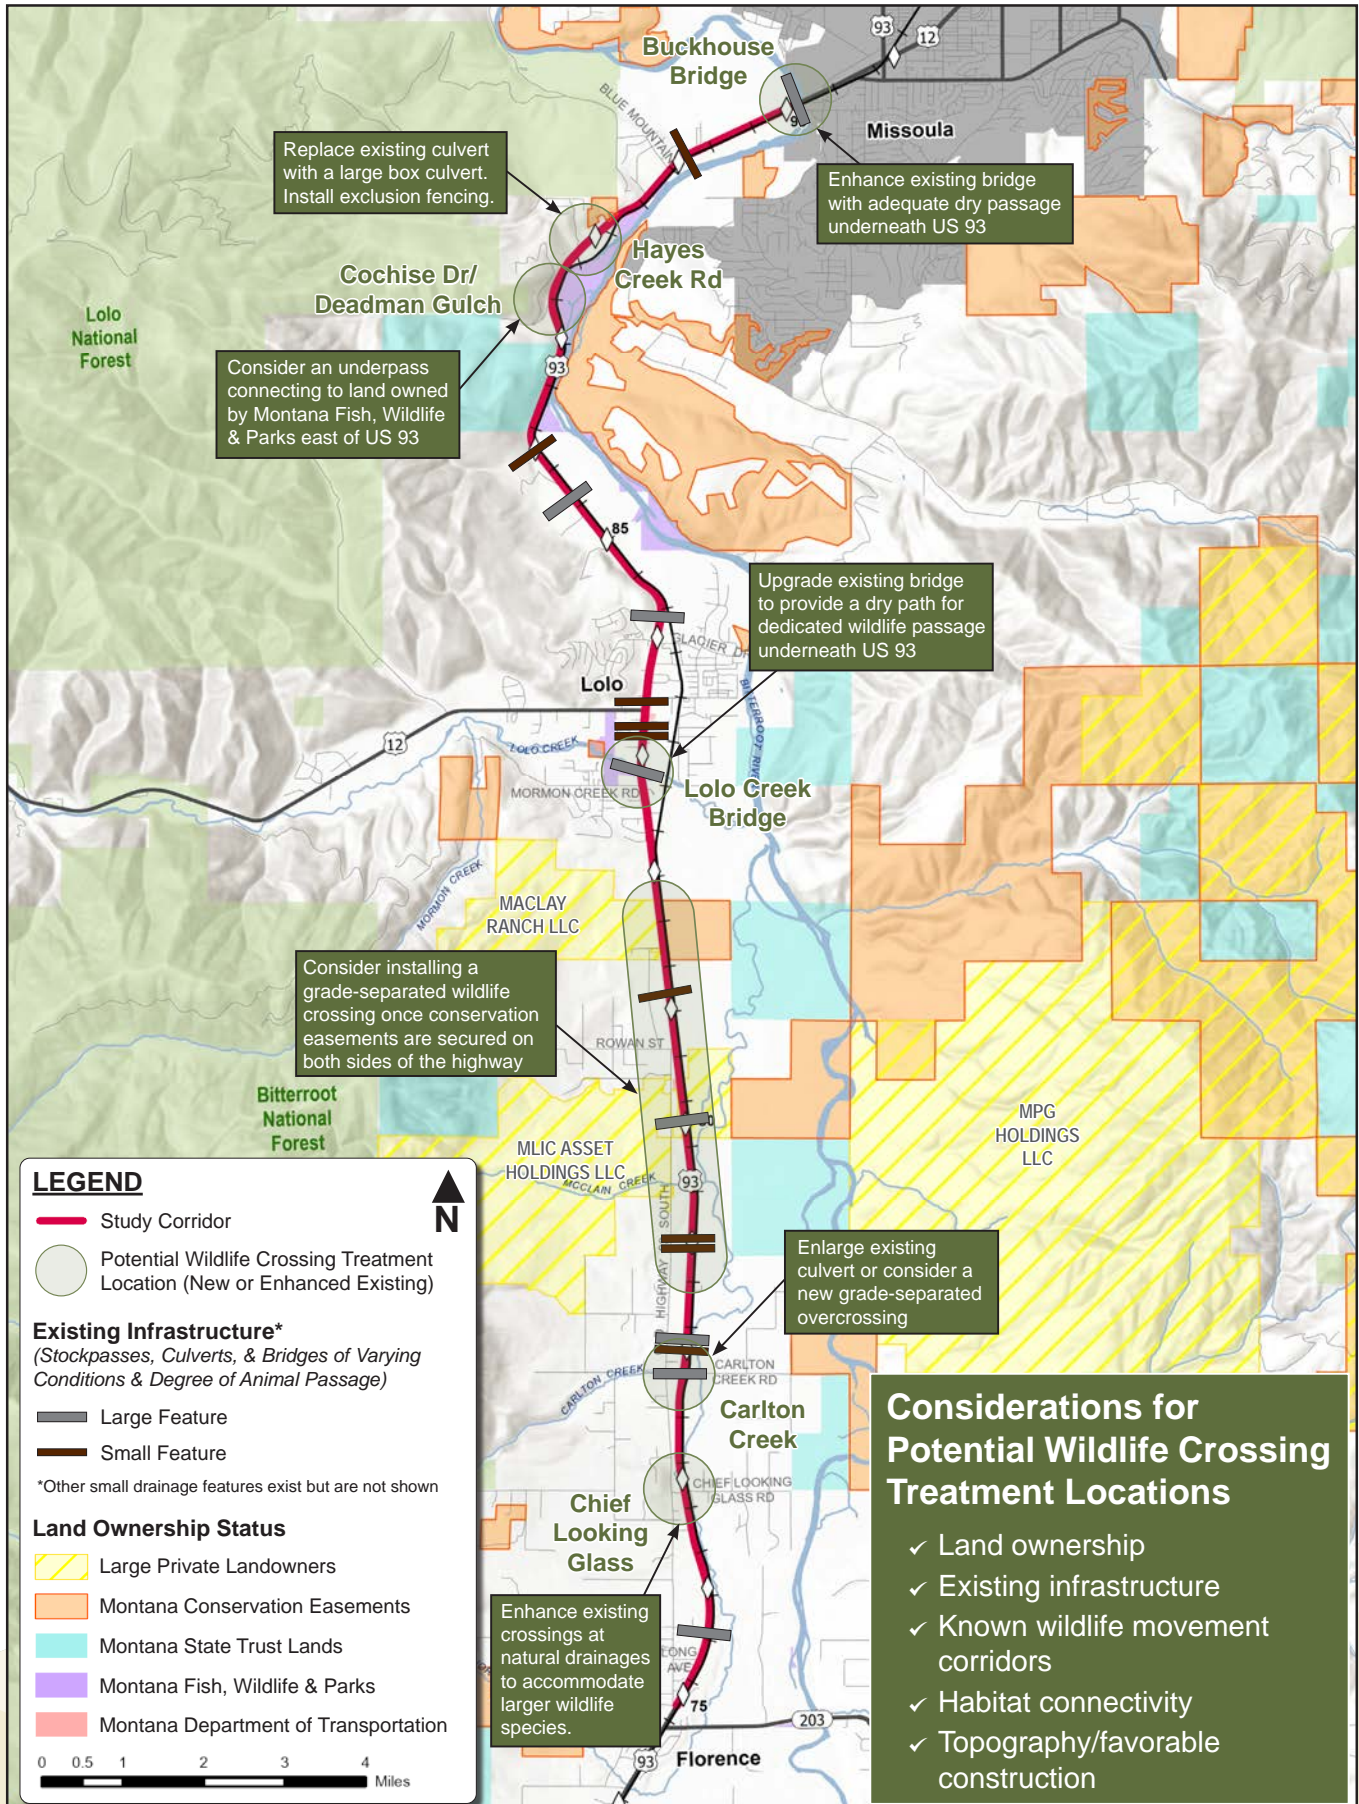 Buckhouse
Bridge
93
12
BLUE MOUNTAIN
Missoula
Replace existing culvert
with a large box culvert.
Install exclusion fencing.
Enhance existing bridge
with adequate dry passage
underneath US 93
Hayes
Creek Rd
Cochise Dr/
Deadman Gulch
Lolo
National
Forest
93
Consider an underpass
connecting to land owned
by Montana Fish, Wildlife
& Parks east of US 93
85
Upgrade existing bridge
to provide a dry path for
dedicated wildlife passage
underneath US 93
GLACIER DR
Lolo
BITTERROOT RIVER
12
LOLO CREEK
MORMON CREEK RD
Lolo Creek
Bridge
MORMON CREEK
MACLAY
RANCH LLC
Consider installing a
grade-separated wildlife
crossing once conservation
easements are secured on
both sides of the highway
ROWAN ST
Bitterroot
National
Forest
MPG
HOLDINGS
LLC
MLIC ASSET
HOLDINGS LLC
MCCLAIN CREEK
93
HIGHWAY
SOUTH
Enlarge existing
culvert or consider a
new grade-separated
overcrossing
CARLTON CREEK
CARLTON
CREEK RD
Carlton
Creek
CHIEF LOOKING
GLASS RD
Chief
Looking
Glass
Enhance existing
crossings at
natural drainages
to accommodate
larger wildlife
species.
LONG
AVE
75
203
93
Florence
LEGEND
N
Study Corridor
Potential Wildlife Crossing Treatment
Location (New or Enhanced Existing)
Existing Infrastructure*
(Stockpasses, Culverts, & Bridges of Varying
Conditions & Degree of Animal Passage)
Large Feature
Small Feature
*Other small drainage features exist but are not shown
Land Ownership Status
Large Private Landowners
Montana Conservation Easements
Montana State Trust Lands
Montana Fish, Wildlife & Parks
Montana Department of Transportation
0 0.5 1 2 3 4
Miles
Considerations for
Potential Wildlife Crossing
Treatment Locations
✓ Land ownership
✓ Existing infrastructure
✓ Known wildlife movement
corridors
✓ Habitat connectivity
✓ Topography/favorable
construction